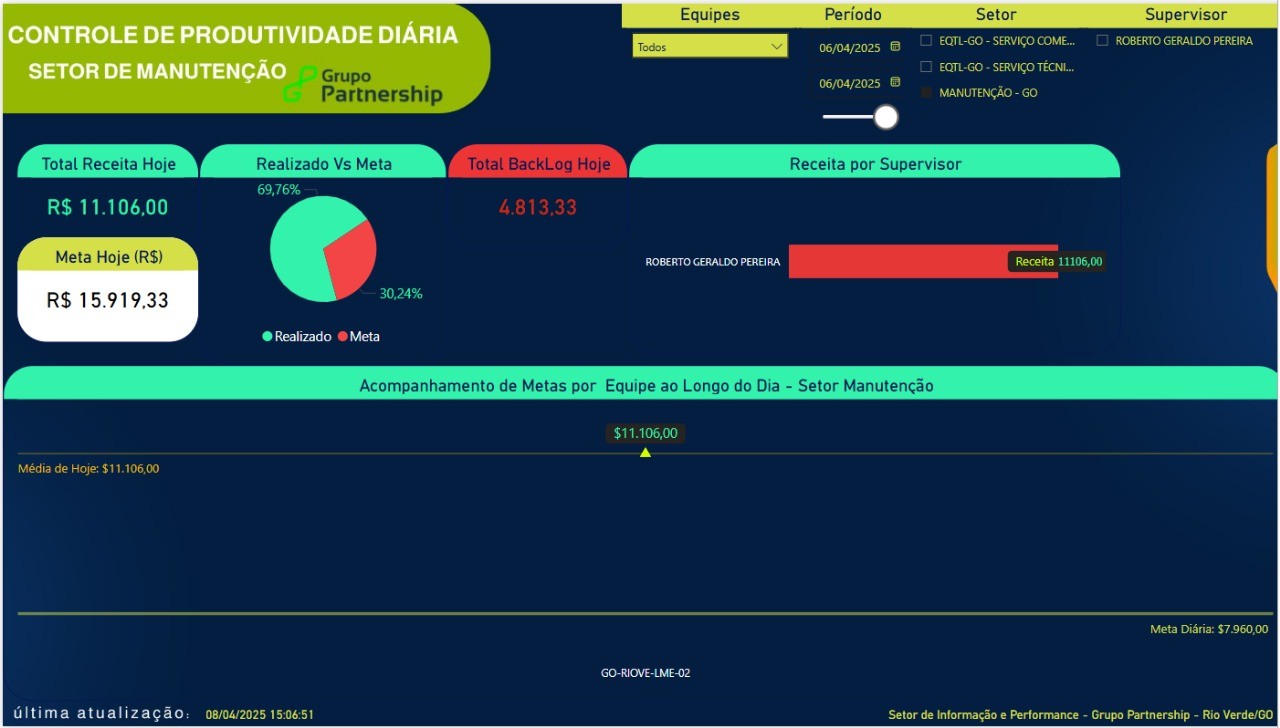 CONTROLE DE PRODUTIVIDADE DIÁRIA
SETOR DE MANUTENÇÃO
Grupo
Partnership
Equipes
Todos
Período
06/04/2025
06/04/2025
Setor
EQTL-GO - SERVIÇO COME...
EQTL-GO - SERVIÇO TÉCNI...
MANUTENÇÃO - GO
Supervisor
ROBERTO GERALDO PEREIRA
Total Receita Hoje
R$ 11.106,00
Meta Hoje (R$)
R$ 15.919,33
Realizado Vs Meta
69,76%
30,24%
Realizado Meta
Total BackLog Hoje
4.813,33
Receita por Supervisor
ROBERTO GERALDO PEREIRA
Receita 11106,00
Acompanhamento de Metas por Equipe ao Longo do Dia - Setor Manutenção
$11.106,00
Média de Hoje: $11.106,00
Meta Diária: $7.960,00
GO-RIOVE-LME-02
última atualização: 08/04/2025 15:06:51
Setor de Informação e Performance - Grupo Partnership - Rio Verde/GO